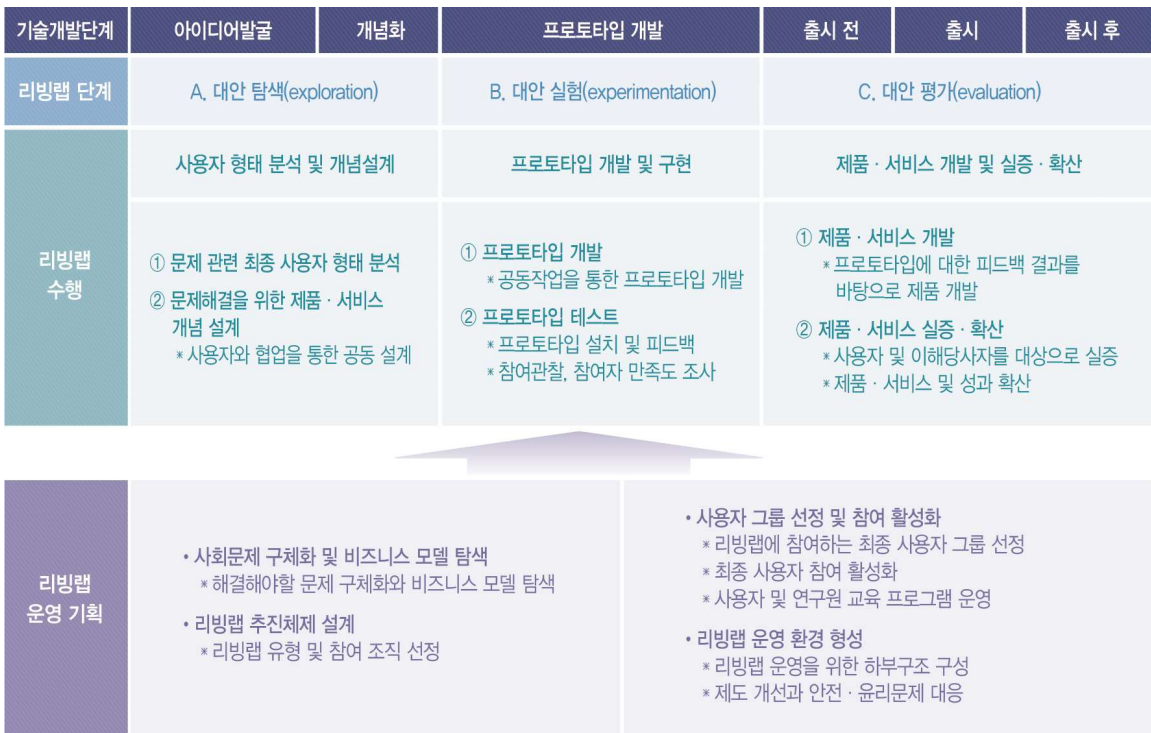 기술개발단계
아이디어발굴
개념화
프로토타입 개발
출시 전
출시
출시 후
리빙랩 단계
A. 대안 탐색(exploration)
B. 대안 실험(experimentation)
C. 대안 평가(evaluation)
리빙랩
수행
사용자 형태 분석 및 개념설계
프로토타입 개발 및 구현
제품 · 서비스 개발 및 실증 · 확산
① 문제 관련 최종 사용자 형태 분석
② 문제해결을 위한 제품 · 서비스
개념 설계
* 사용자와 협업을 통한 공동 설계
① 프로토타입 개발
* 공동작업을 통한 프로토타입 개발
② 프로토타입 테스트
* 프로토타입 설치 및 피드백
* 참여관찰, 참여자 만족도 조사
① 제품 · 서비스 개발
* 프로토타입에 대한 피드백 결과를
바탕으로 제품 개발
② 제품 · 서비스 실증 · 확산
* 사용자 및 이해당사자를 대상으로 실증
* 제품 · 서비스 및 성과 확산
리빙랩
운영 기획
• 사회문제 구체화 및 비즈니스 모델 탐색
* 해결해야할 문제 구체화와 비즈니스 모델 탐색
• 리빙랩 추진체제 설계
* 리빙랩 유형 및 참여 조직 선정
• 사용자 그룹 선정 및 참여 활성화
* 리빙랩에 참여하는 최종 사용자 그룹 선정
* 최종 사용자 참여 활성화
* 사용자 및 연구원 교육 프로그램 운영
• 리빙랩 운영 환경 형성
* 리빙랩 운영을 위한 하부구조 구성
* 제도 개선과 안전 · 윤리문제 대응